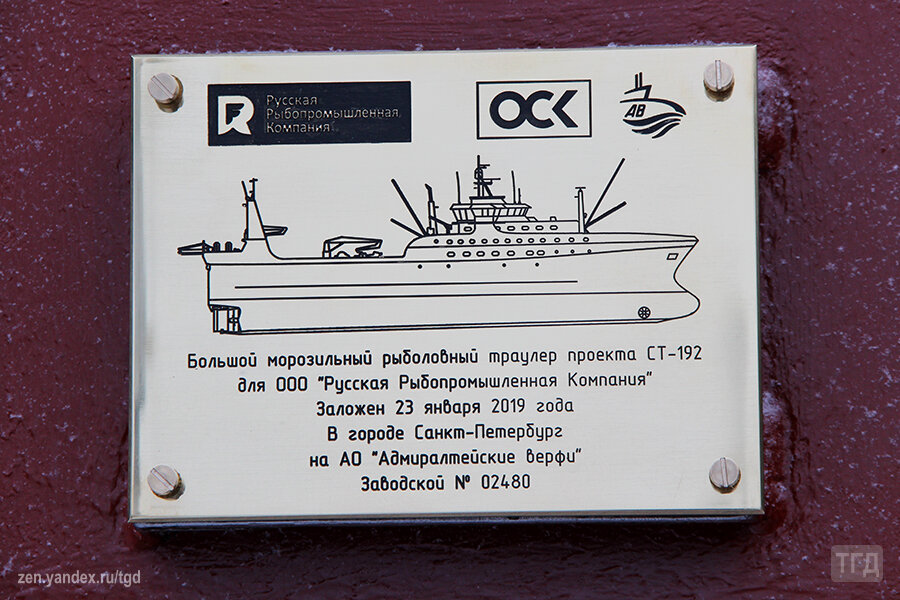 Русская
Рыбопромышленная
Компания
ОСК
АВ
Большой морозильный рыболовный траулер проекта СТ-192
для ООО "Русская Рыбопромышленная Компания"
Заложен 23 января 2019 года
В городе Санкт-Петербург
на АО "Адмиралтейские верфи"
Заводской № 02480
zen.yandex.ru/tgd
ТГД